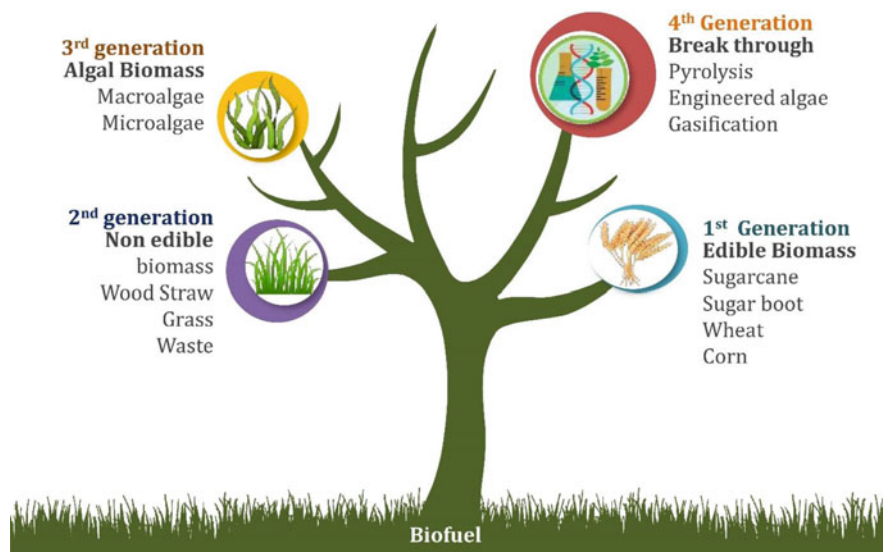 3rd generation
Algal Biomass
Macroalgae
Microalgae
4th Generation
Break through
Pyrolysis
Engineered algae
Gasification
2nd generation
Non edible
biomass
Wood Straw
Grass
Waste
1st Generation
Edible Biomass
Sugarcane
Sugar boot
Wheat
Corn
Biofuel